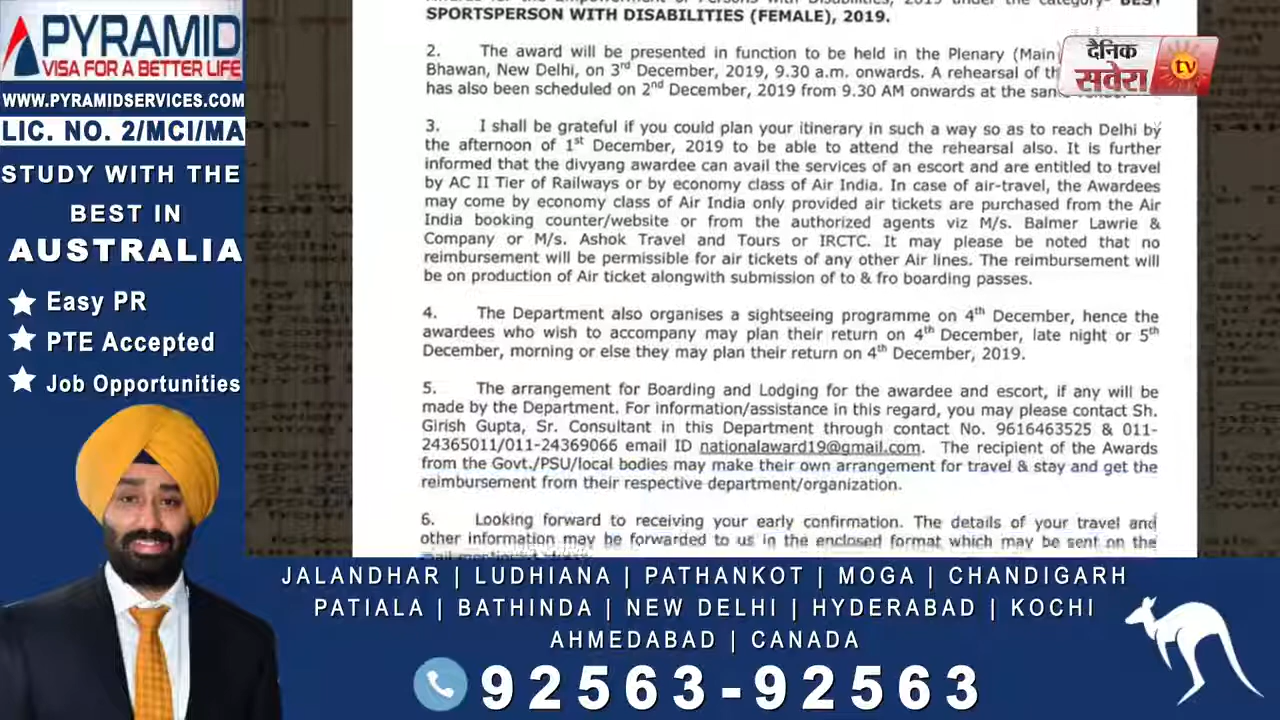 PYRAMID
VISA FOR A BETTER LIFE
WWW.PYRAMIDSERVICES.COM
LIC. NO. 2/MCI/MA
STUDY WITH THE
BEST IN
AUSTRALIA
Easy PR
PTE Accepted
Job Opportunities
SPORTSPERSON WITH DISABILITIES (FEMALE), 2019.
2. The award will be presented in function to be held in the Plenary (Main
Bhawan, New Delhi, on 3rd December, 2019, 9.30 a.m. onwards. A rehearsal of
has also been scheduled on 2nd December, 2019 from 9.30 AM onwards at the
दैनिक
सवेरा tv
3. I shall be grateful if you could plan your itinerary in such a way so as to reach Delhi by
the afternoon of 1st December, 2019 to be able to attend the rehearsal also. It is further
informed that the divyang awardee can avail the services of an escort and are entitled to travel
by AC II Tier of Railways or by economy class of Air India. In case of air-travel, the Awardees
may come by economy class of Air India only provided air tickets are purchased from the Air
India booking counter/website or from the authorized agents viz M/s. Balmer Lawrie &
Company or M/s. Ashok Travel and Tours or IRCTC. It may please be noted that no
reimbursement will be permissible for air tickets of any other Air lines. The reimbursement will
be on production of Air ticket alongwith submission of to & fro boarding passes.
4. The Department also organises a sightseeing programme on 4th December, hence the
awardees who wish to accompany may plan their return on 4th December, late night or 5th
December, morning or else they may plan their return on 4th December, 2019.
5. The arrangement for Boarding and Lodging for the awardee and escort, if any will be
made by the Department. For information/assistance in this regard, you may please contact Sh.
Girish Gupta, Sr. Consultant in this Department through contact No. 9616463525 & 011-
24365011/011-24369066 email ID nationalaward19@gmail.com. The recipient of the Awards
from the Govt./PSU/local bodies may make their own arrangement for travel & stay and get the
reimbursement from their respective department/organization.
6. Looking forward to receiving your early confirmation. The details of your travel and
other information may be forwarded to us in the enclosed format which may be sent on the
JALANDHAR | LUDHIANA | PATHANKOT | MOGA | CHANDIGARH
PATIALA | BATHINDA | NEW DELHI | HYDERABAD | KOCHI
AHMEDABAD | CANADA
92563-92563